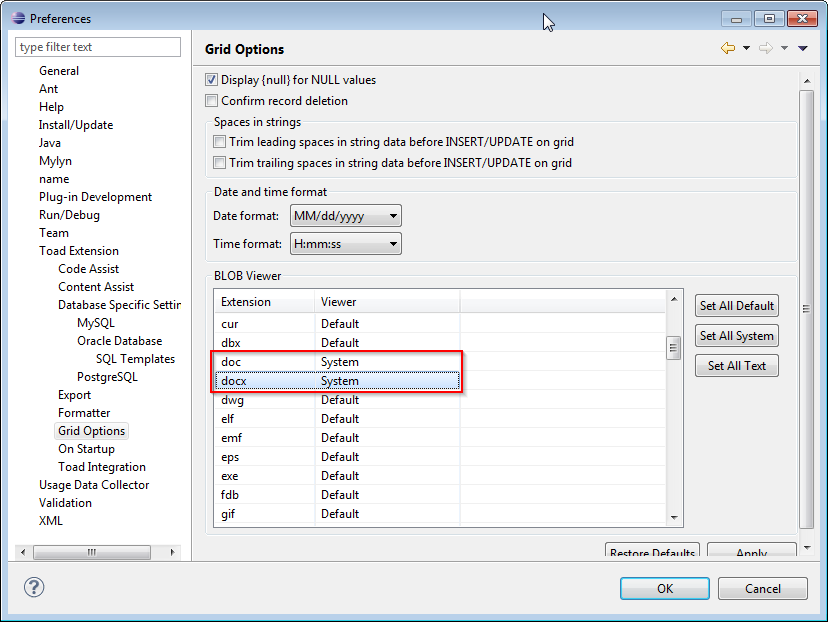 Preferences
type filter text
General
Ant
Help
Install/Update
Java
Mylyn
name
Plug-in Development
Run/Debug
Team
Toad Extension
Code Assist
Content Assist
Database Specific Settin
MySQL
Oracle Database
SQL Templates
PostgreSQL
Export
Formatter
Grid Options
On Startup
Toad Integration
Usage Data Collector
Validation
XML
Grid Options
Display {null} for NULL values
Confirm record deletion
Spaces in strings
Trim leading spaces in string data before INSERT/UPDATE on grid
Trim trailing spaces in string data before INSERT/UPDATE on grid
Date and time format
Date format: MM/dd/yyyy
Time format: H:mm:ss
BLOB Viewer
Extension Viewer
cur Default
dbx Default
doc System
docx System
dwg Default
elf Default
emf Default
eps Default
exe Default
fdb Default
gif Default
Set All Default
Set All System
Set All Text
Restore Defaults Apply
OK Cancel